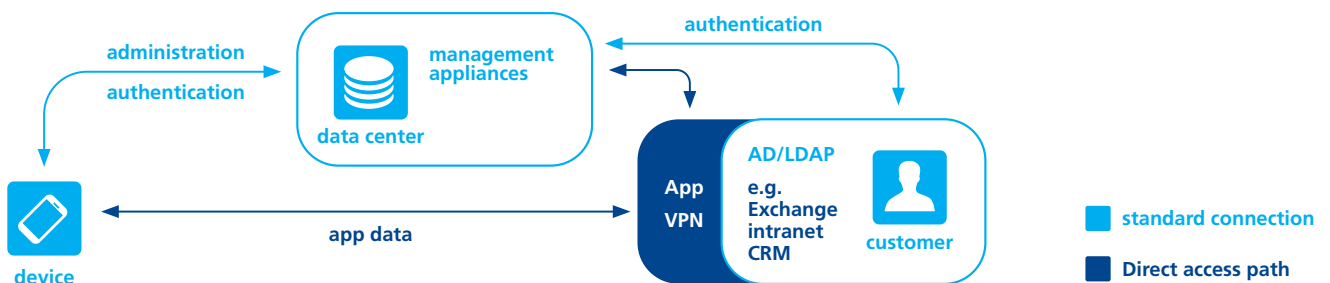 authentication
administration
authentication
management
appliances
data center
AD/LDAP
App
VPN
e.g.
Exchange
intranet
CRM
customer
app data
device
standard connection
Direct access path